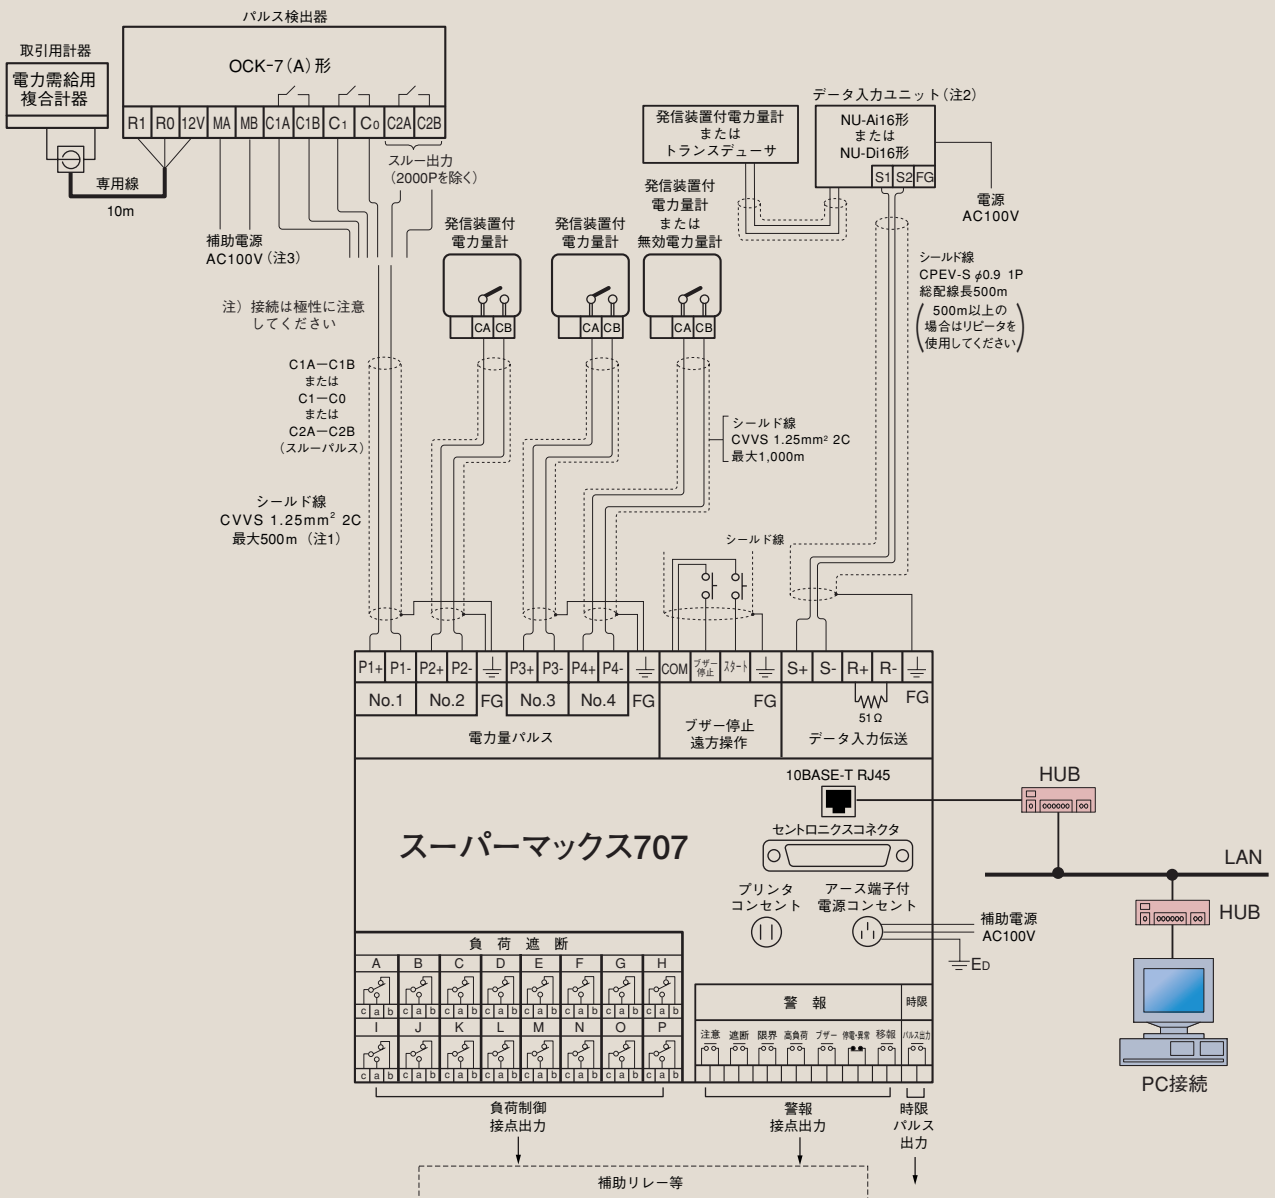 パルス検出器
取引用計器
電力需給用
複合計器
OCK-7(A)形
R1 R0 12V MA MB C1A C1B C1 C0 C2A C2B
専用線
10m
スルー出力
(2000Pを除く)
補助電源
AC100V(注3)
注)接続は極性に注意
してください
発信装置付
電力量計
CA CB
発信装置付
電力量計
CA CB
発信装置付
電力量計
または
無効電力量計
CA CB
発信装置付電力量計
または
トランスデューサ
データ入力ユニット(注2)
NU-Ai16形
または
NU-Di16形
S1 S2 FG
電源
AC100V
シールド線
CPEV-S φ0.9 1P
総配線長500m
(500m以上の
場合はリピータを
使用してください)
C1A−C1B
または
C1−C0
または
C2A−C2B
(スルーパルス)
シールド線
CVVS 1.25mm² 2C
最大500m(注1)
シールド線
CVVS 1.25mm² 2C
最大1,000m
シールド線
P1+ P1- P2+ P2- P3+ P3- P4+ P4- COM ブザー停止 スタート S+ S- R+ R-
No.1 No.2 FG No.3 No.4 FG FG FG
51Ω
電力量パルス
ブザー停止
遠方操作
データ入力伝送
10BASE-T RJ45
HUB
スーパーマックス707
セントロニクスコネクタ
LAN
プリンタ
コンセント
アース端子付
電源コンセント
HUB
補助電源
AC100V
ED
負荷遮断
A B C D E F G H
c a b c a b c a b c a b c a b c a b c a b c a b
I J K L M N O P
c a b c a b c a b c a b c a b c a b c a b c a b
警報 時限
注意 遮断 限界 高負荷 ブザー 停電・異常 移報 パルス出力
PC接続
負荷制御
接点出力
警報
接点出力
時限
パルス
出力
補助リレー等